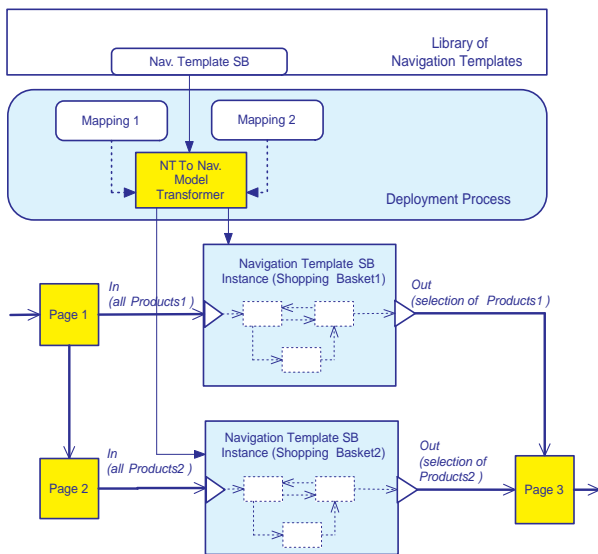 Library of
Navigation Templates
Nav. Template SB
Mapping 1
Mapping 2
NT To Nav.
Model
Transformer
Deployment Process
Navigation Template SB
Instance (Shopping Basket1)
In
(all Products1 )
Out
(selection of Products1 )
Page 1
Navigation Template SB
Instance (Shopping Basket2)
In
(all Products2 )
Out
(selection of
Products2 )
Page 2
Page 3